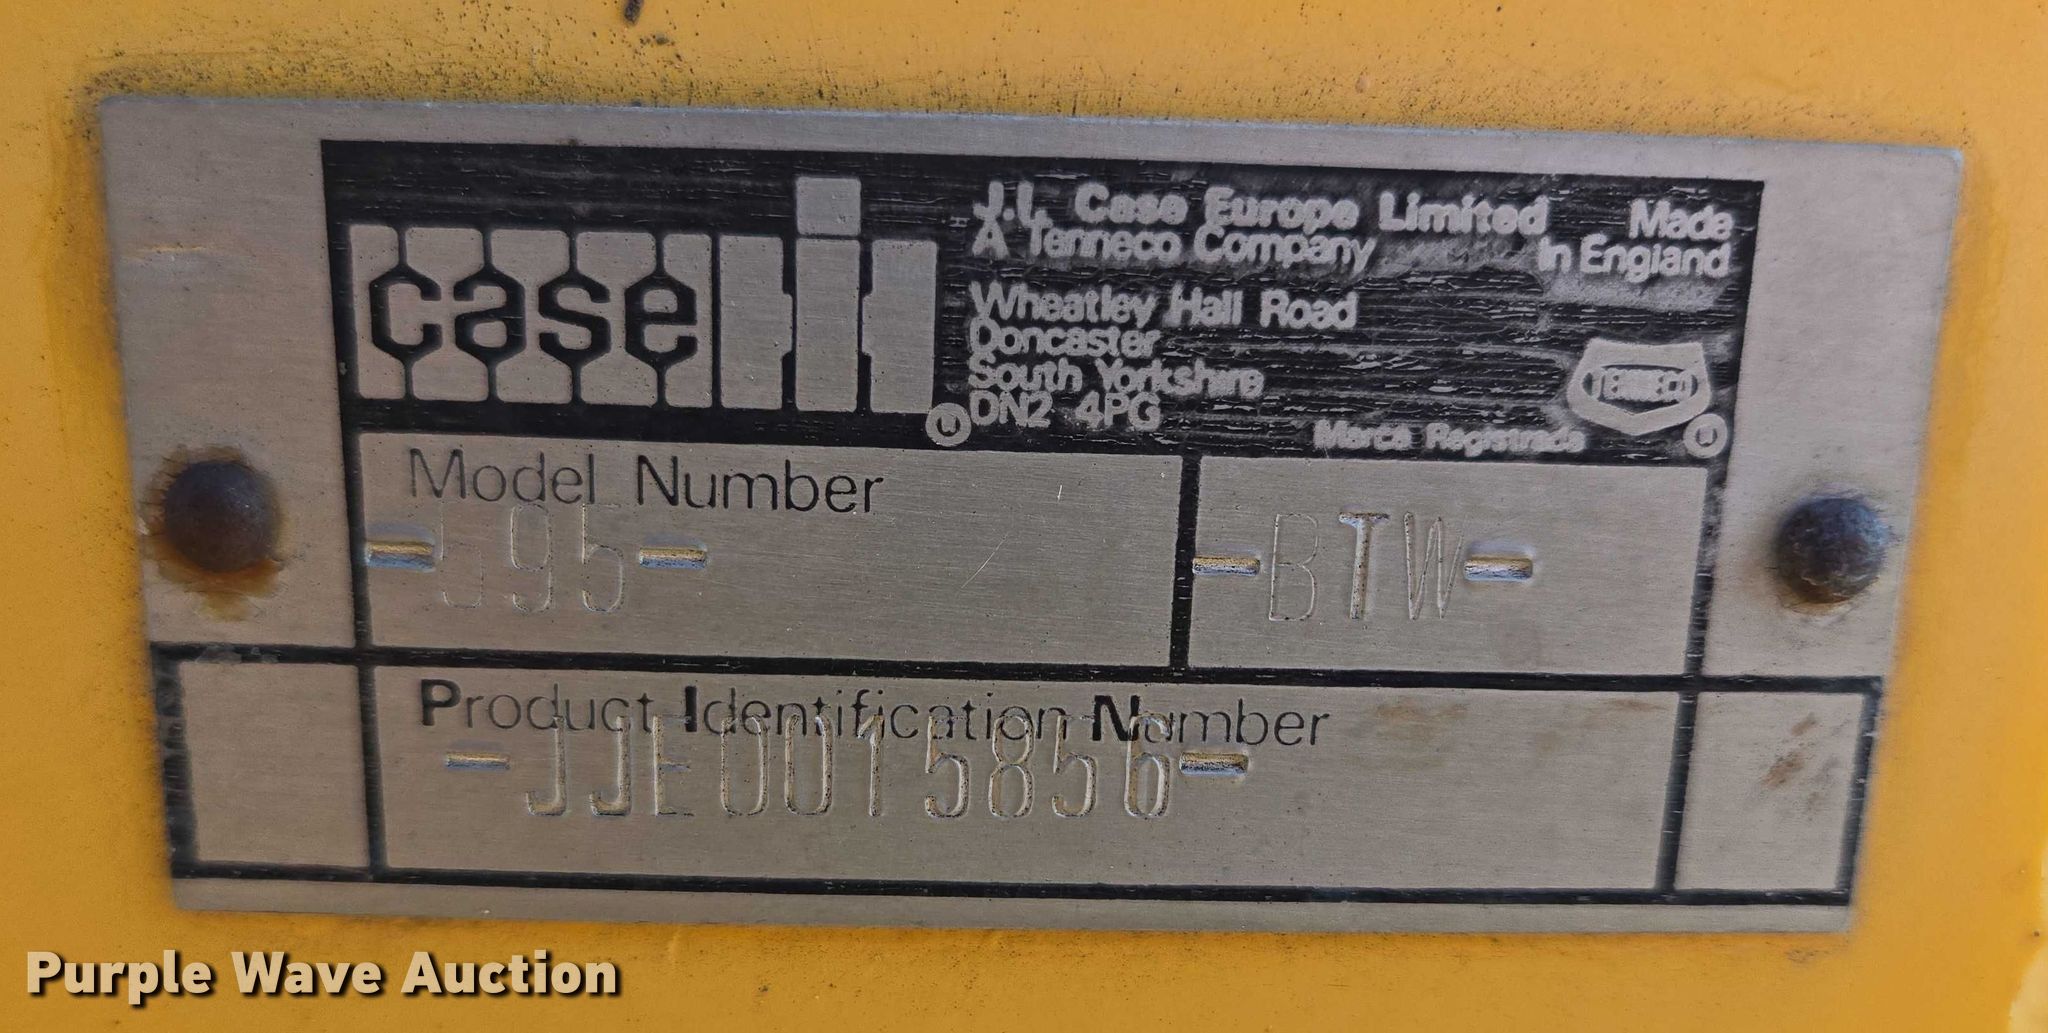 case
J.I. Case Europe Limited Made
A Tenneco Company In England
Wheatley Hall Road
Doncaster
South Yorkshire
DN2 4PG
TENNECO
Marca Registrada
Model Number
-595- -BTW-
Product Identification Number
-JJE0015856-
Purple Wave Auction